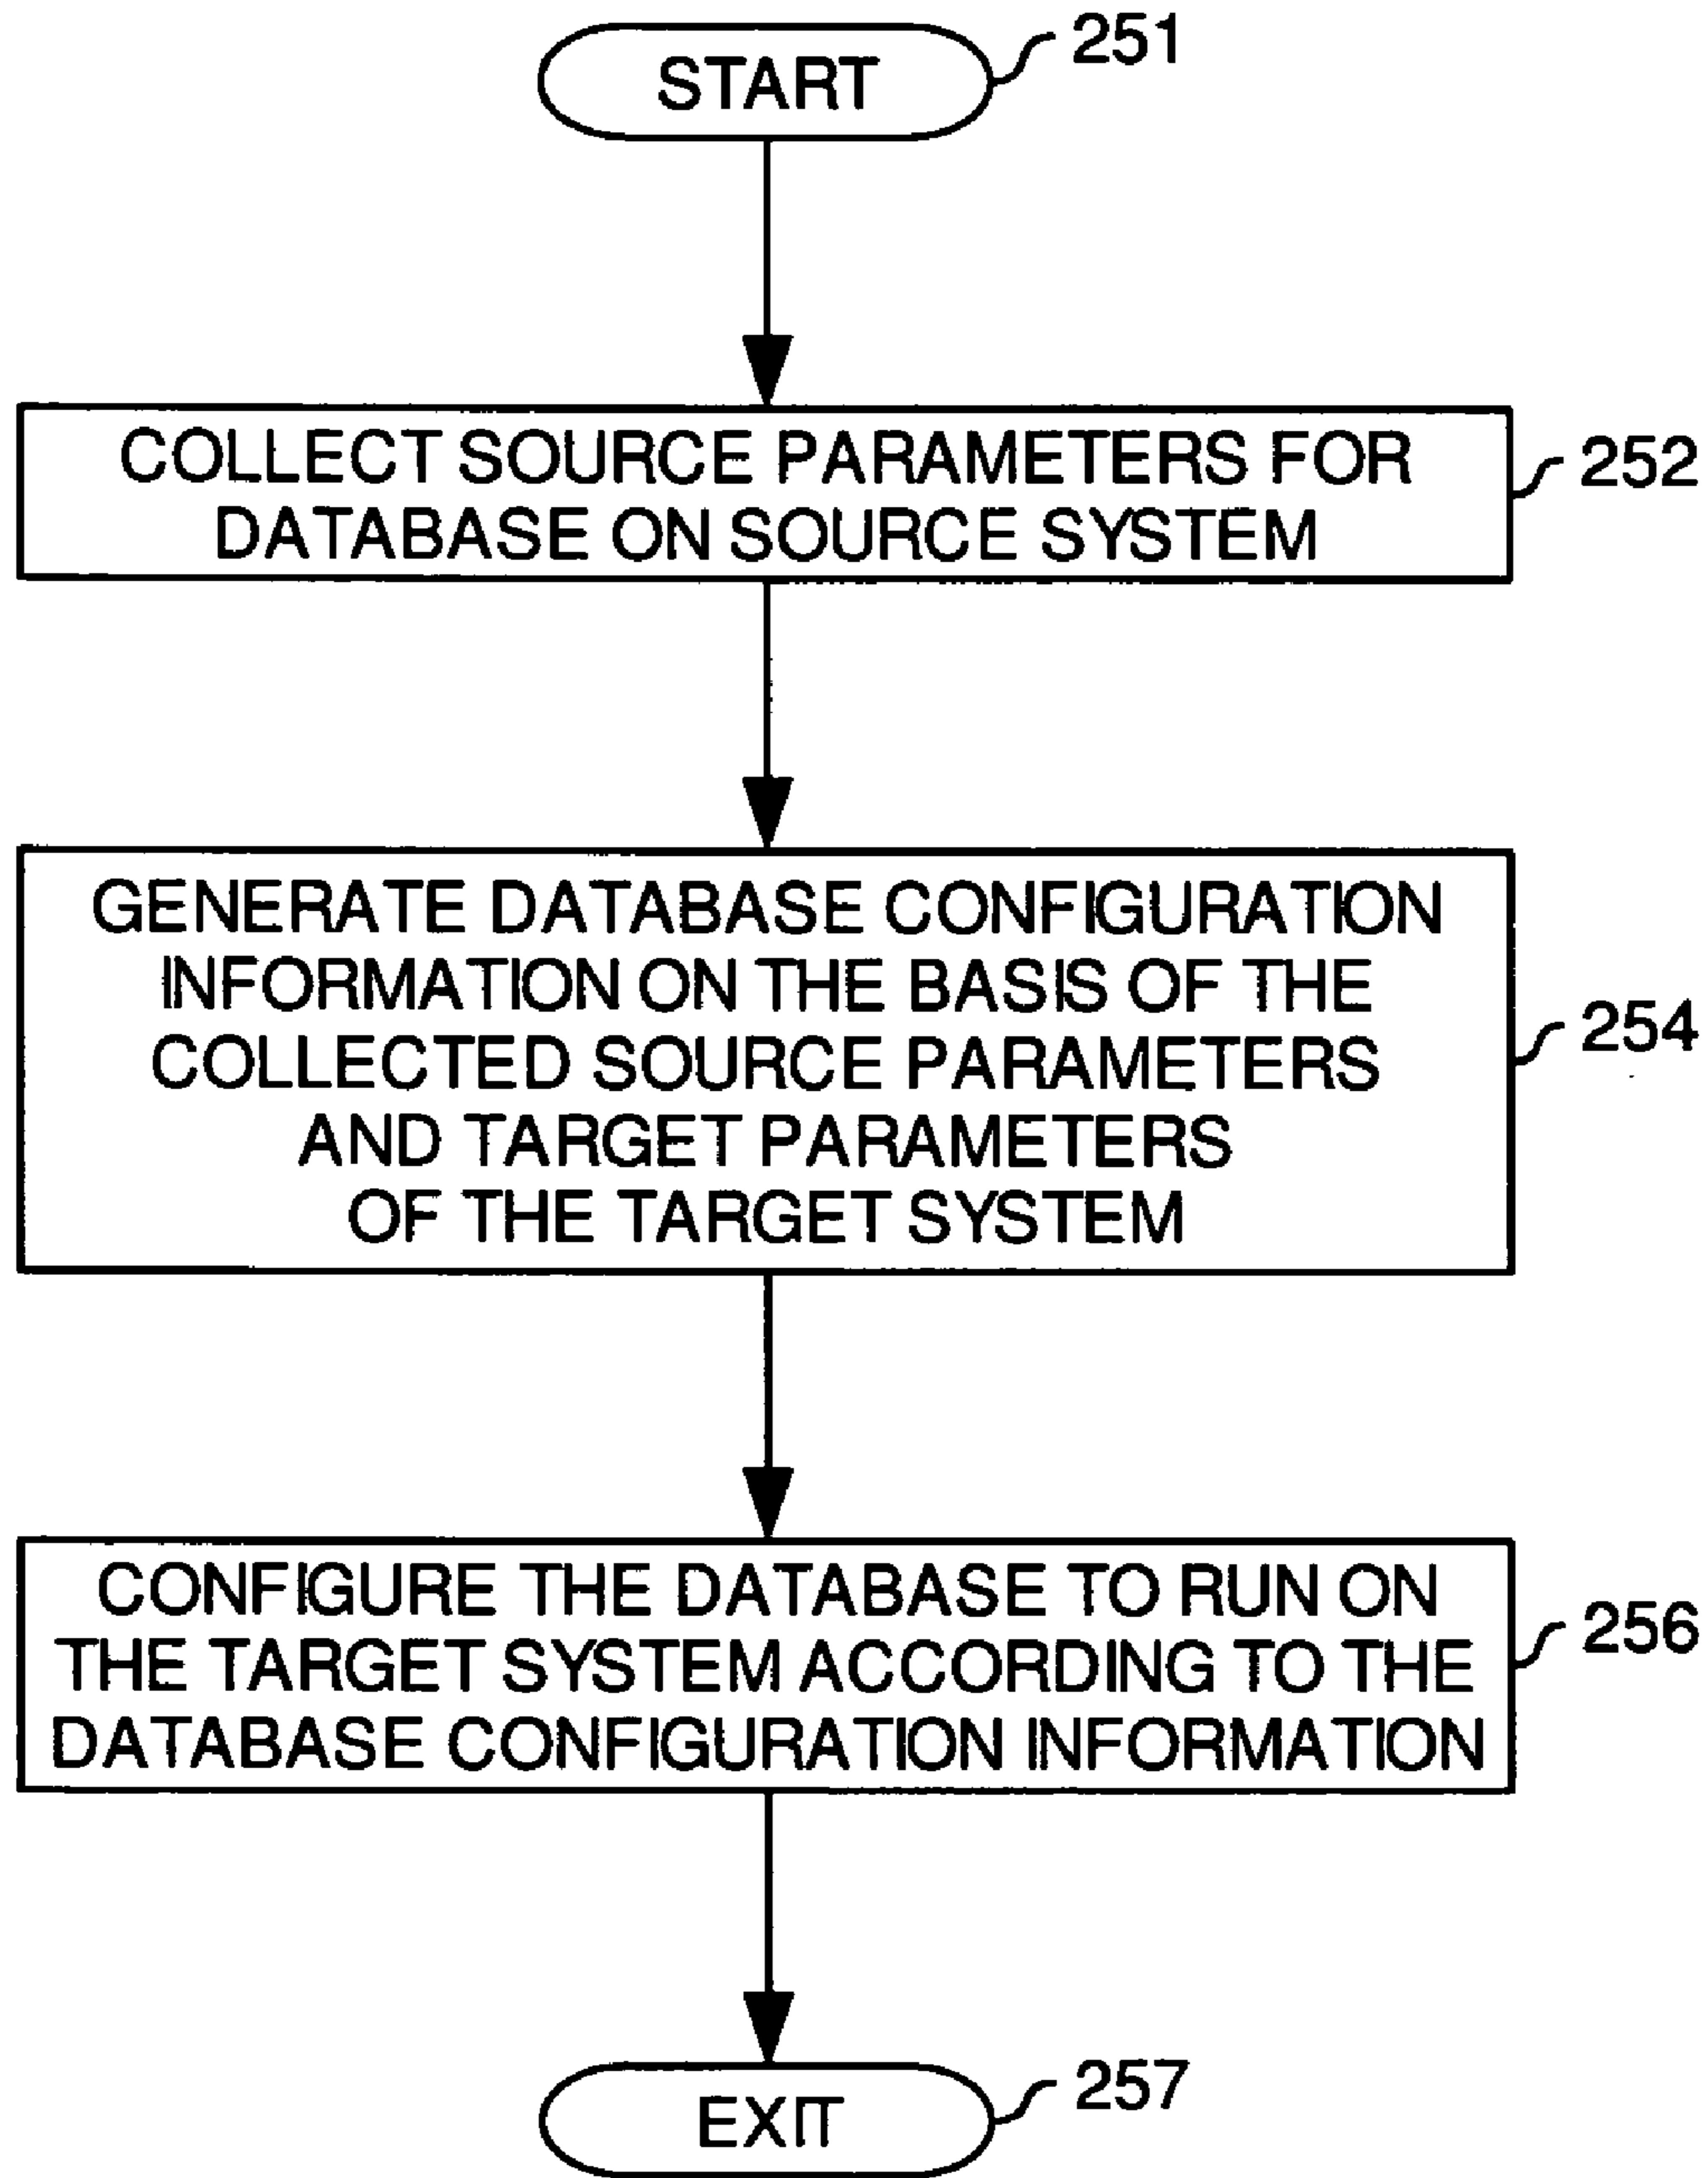 START
251
COLLECT SOURCE PARAMETERS FOR
DATABASE ON SOURCE SYSTEM
252
GENERATE DATABASE CONFIGURATION
INFORMATION ON THE BASIS OF THE
COLLECTED SOURCE PARAMETERS
AND TARGET PARAMETERS
OF THE TARGET SYSTEM
254
CONFIGURE THE DATABASE TO RUN ON
THE TARGET SYSTEM ACCORDING TO THE
DATABASE CONFIGURATION INFORMATION
256
EXIT
257